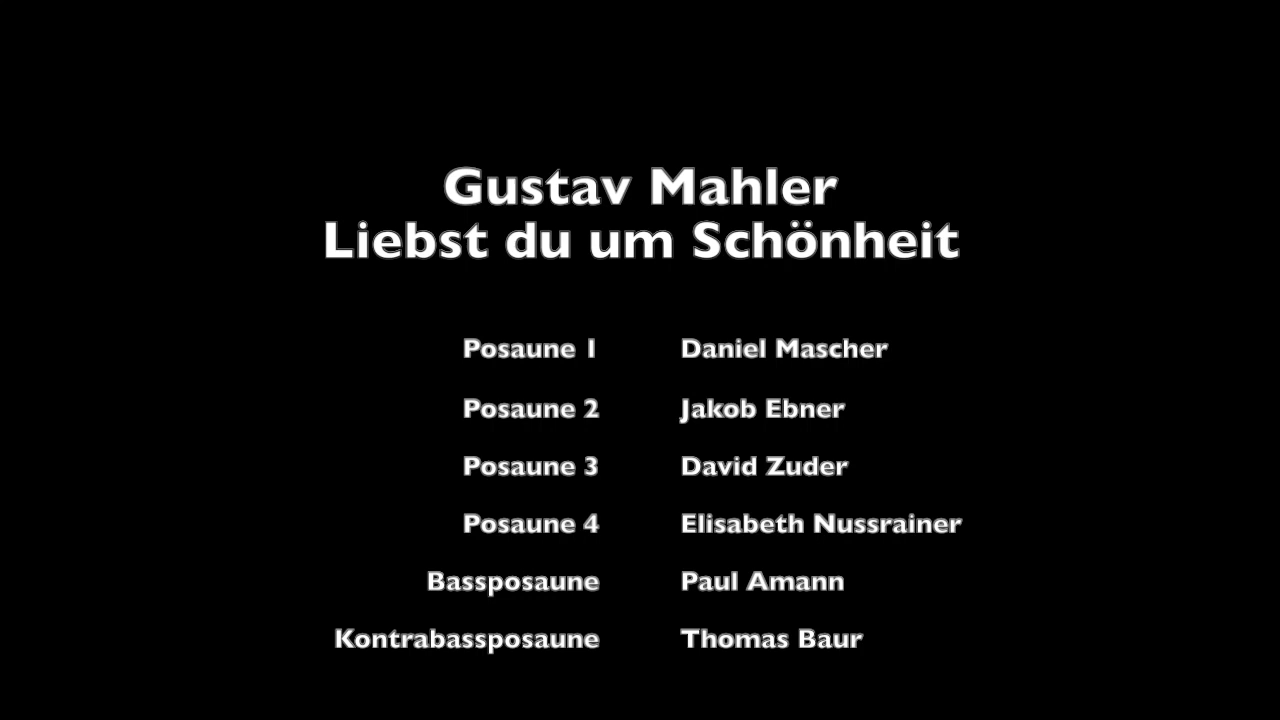 Gustav Mahler
Liebst du um Schönheit
Posaune 1 Daniel Mascher
Posaune 2 Jakob Ebner
Posaune 3 David Zuder
Posaune 4 Elisabeth Nussrainer
Bassposaune Paul Amann
Kontrabassposaune Thomas Baur